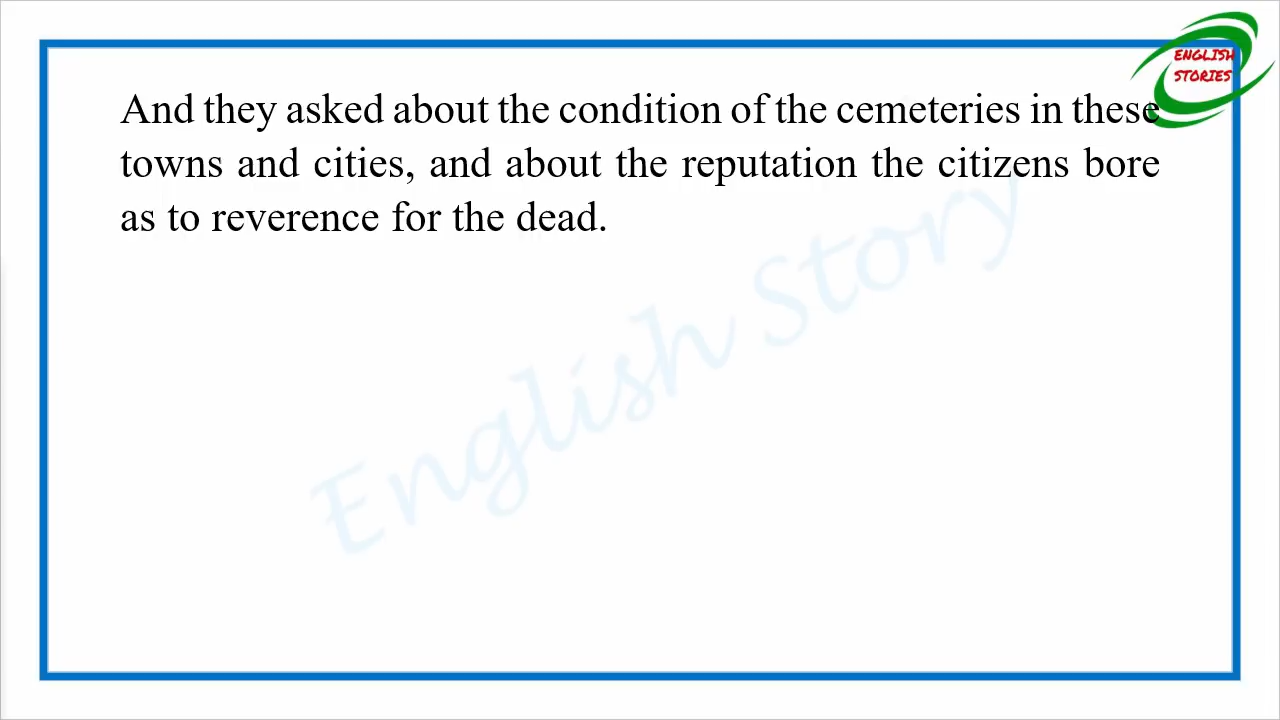 ENGLISH
STORIES
And they asked about the condition of the cemeteries in these
towns and cities, and about the reputation the citizens bore
as to reverence for the dead.
English Story